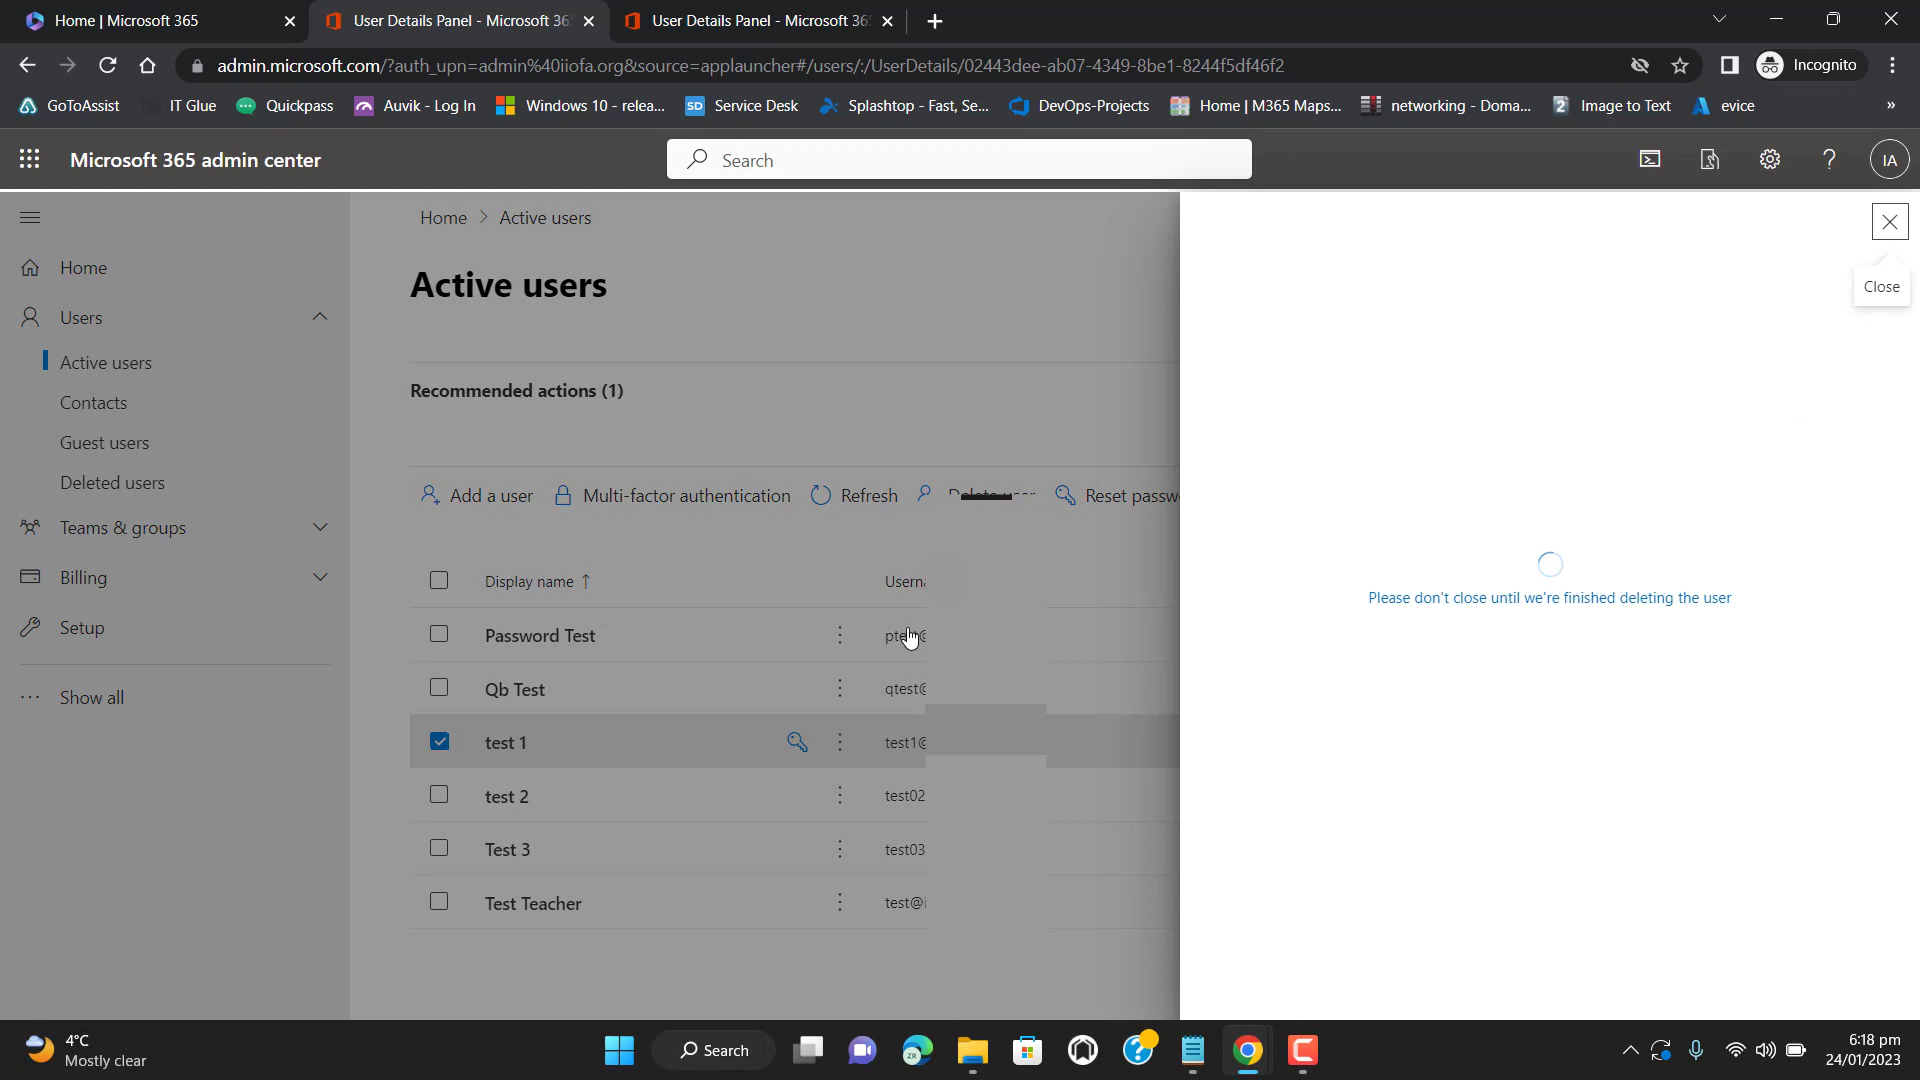 Home | Microsoft 365
User Details Panel - Microsoft 36
User Details Panel - Microsoft 36
admin.microsoft.com/?auth_upn=admin%40iiofa.org&source=applauncher#/users/:/UserDetails/02443dee-ab07-4349-8be1-8244f5df46f2
Incognito
GoToAssist
IT Glue
Quickpass
Auvik - Log In
Windows 10 - relea...
SD Service Desk
Splashtop - Fast, Se...
DevOps-Projects
Home | M365 Maps...
networking - Doma...
2 Image to Text
evice
»
Microsoft 365 admin center
Search
IA
Home > Active users
Close
Home
Active users
Users
Active users
Recommended actions (1)
Contacts
Guest users
Deleted users
Add a user
Multi-factor authentication
Refresh
Delete user
Reset passw
Teams & groups
Billing
Display name ↑
Userna
Please don't close until we're finished deleting the user
Setup
Password Test
Qb Test
qtest@
Show all
test 1
test1@
test 2
test02
Test 3
test03
Test Teacher
test@i
4°C
Mostly clear
Search
ZR
6:18 pm
24/01/2023